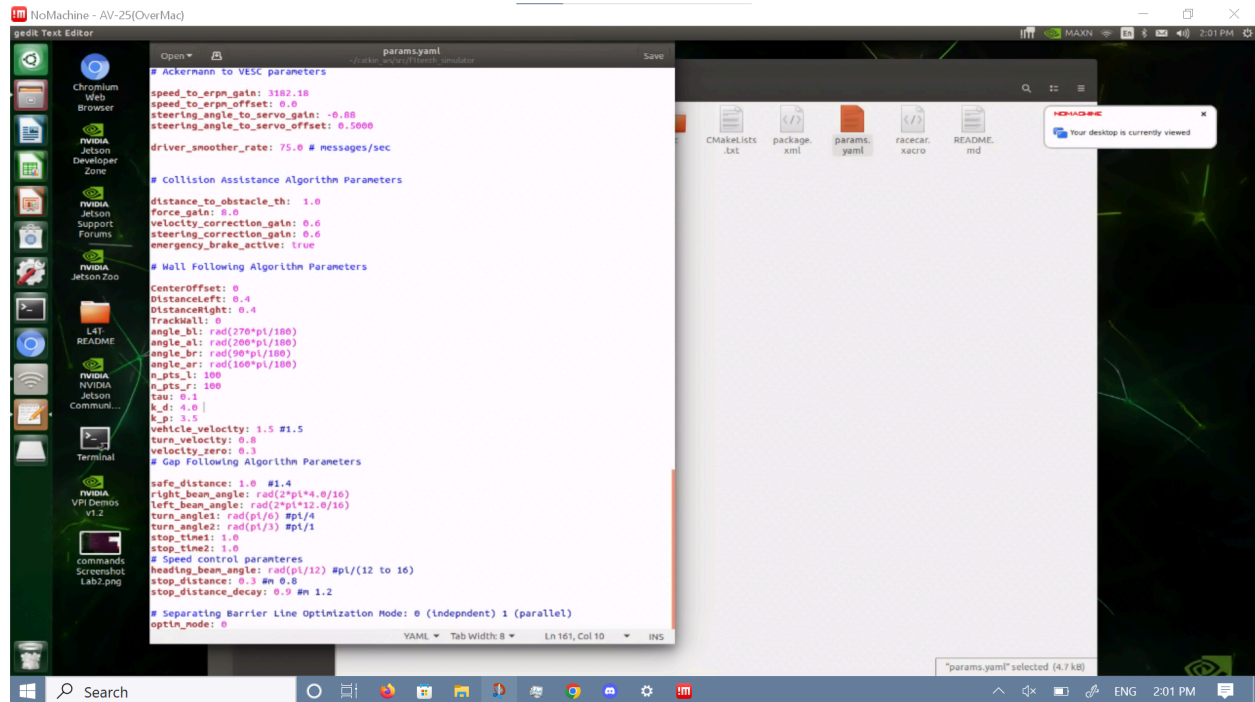 NoMachine - AV-25(OverMac)
gedit Text Editor
MAXN
En
2:01 PM
Open
params.yaml
~/catkin_ws/src/f1tenth_simulator
Save
# Ackermann to VESC parameters
speed_to_erpm_gain: 3182.18
speed_to_erpm_offset: 0.0
steering_angle_to_servo_gain: -0.88
steering_angle_to_servo_offset: 0.5000
driver_smoother_rate: 75.0 # messages/sec
# Collision Assistance Algorithm Parameters
distance_to_obstacle_th:  1.0
force_gain: 8.0
velocity_correction_gain: 0.6
steering_correction_gain: 0.6
emergency_brake_active: true
# Wall Following Algorithm Parameters
CenterOffset: 0
DistanceLeft: 0.4
DistanceRight: 0.4
TrackWall: 0
angle_bl: rad(270*pi/180)
angle_al: rad(200*pi/180)
angle_br: rad(90*pi/180)
angle_ar: rad(160*pi/180)
n_pts_l: 100
n_pts_r: 100
tau: 0.1
k_d: 4.0
k_p: 3.5
vehicle_velocity: 1.5 #1.5
turn_velocity: 0.8
velocity_zero: 0.3
# Gap Following Algorithm Parameters
safe_distance: 1.0  #1.4
right_beam_angle: rad(2*pi*4.0/16)
left_beam_angle: rad(2*pi*12.0/16)
turn_angle1: rad(pi/6) #pi/4
turn_angle2: rad(pi/3) #pi/1
stop_time1: 1.0
stop_time2: 1.0
# Speed control paramteres
heading_beam_angle: rad(pi/12) #pi/(12 to 16)
stop_distance: 0.3 #m 0.8
stop_distance_decay: 0.9 #m 1.2
# Separating Barrier Line Optimization Mode: 0 (indepndent) 1 (parallel)
optim_mode: 0
YAML
Tab Width: 8
Ln 161, Col 10
INS
Chromium
Web
Browser
NVIDIA
Jetson
Developer
Zone
NVIDIA
Jetson
Support
Forums
NVIDIA
Jetson Zoo
L4T-
README
NVIDIA
NVIDIA
Jetson
Communi...
Terminal
NVIDIA
VPI Demos
v1.2
commands
Screenshot
Lab2.png
CMakeLists
.txt
package.
xml
params.
yaml
racecar.
xacro
README.
md
NOMACHINE
Your desktop is currently viewed
"params.yaml" selected (4.7 kB)
Search
ENG
2:01 PM